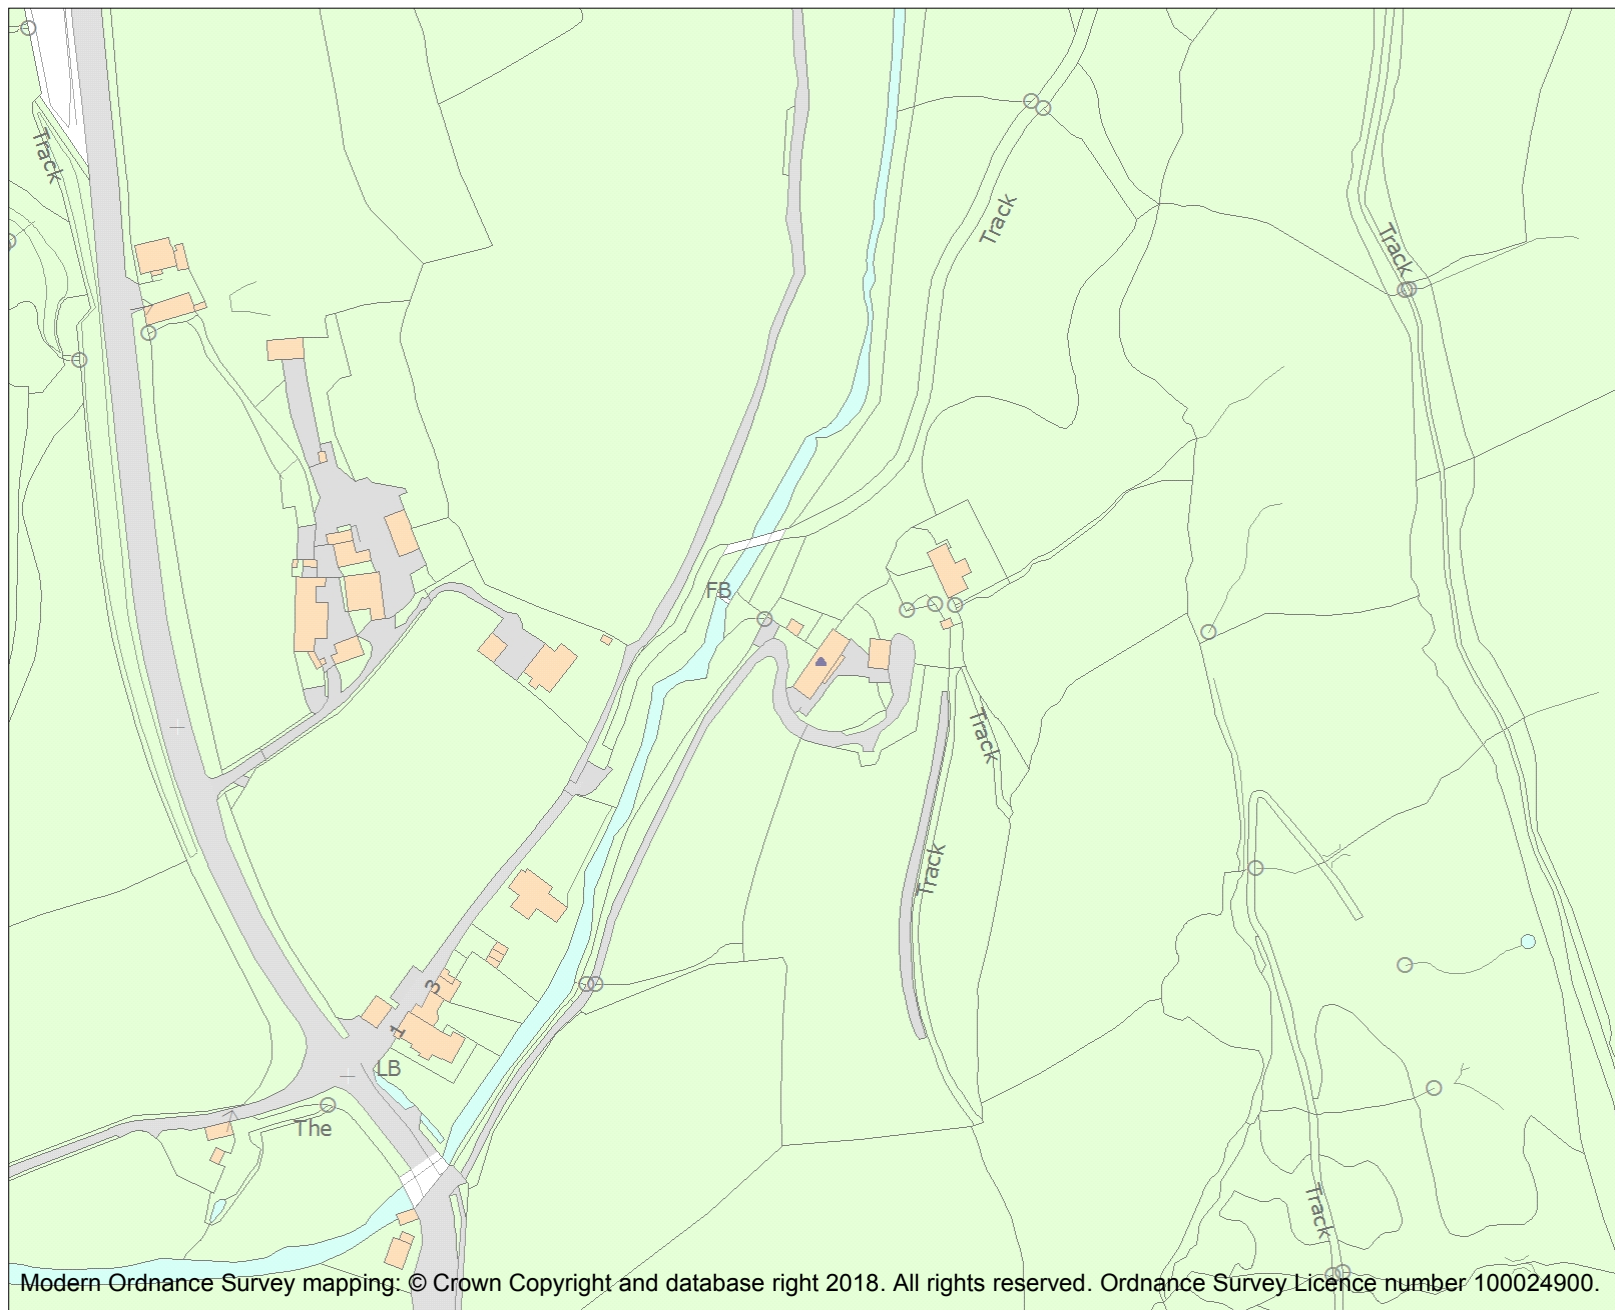 Track
Track
Track
FB
Track
Track
3
1
LB
The
Track
Modern Ordnance Survey mapping: © Crown Copyright and database right 2018. All rights reserved. Ordnance Survey Licence number 100024900.